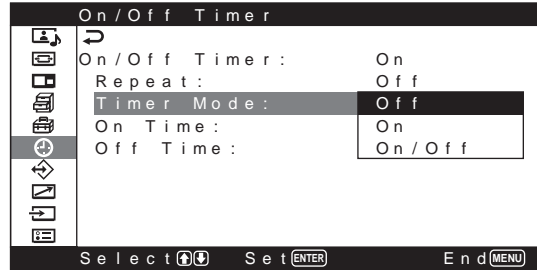 On/Off Timer
On/Off Timer: On
Repeat: Off
Timer Mode: Off
On Time: On
Off Time: On/Off
Select Set ENTER End MENU